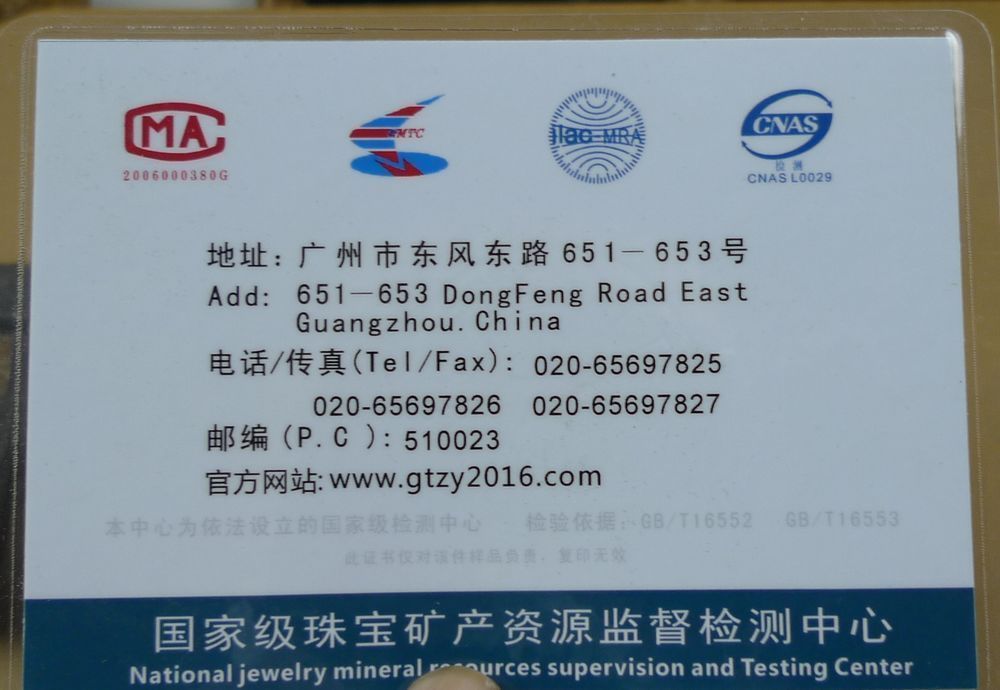 MA
2006000380G
MTC
ilac-MRA
CNAS
检测
CNAS L0029
地址: 广州市东风东路651—653号
Add: 651—653 DongFeng Road East
Guangzhou.China
电话/传真(Tel/Fax): 020-65697825
020-65697826 020-65697827
邮编(P.C ): 510023
官方网站: www.gtzy2016.com
本中心为依法设立的国家级检测中心 检验依据: GB/T16552 GB/T16553
此证书仅对该件样品负责, 复印无效
国家级珠宝矿产资源监督检测中心
National jewelry mineral resources supervision and Testing Center